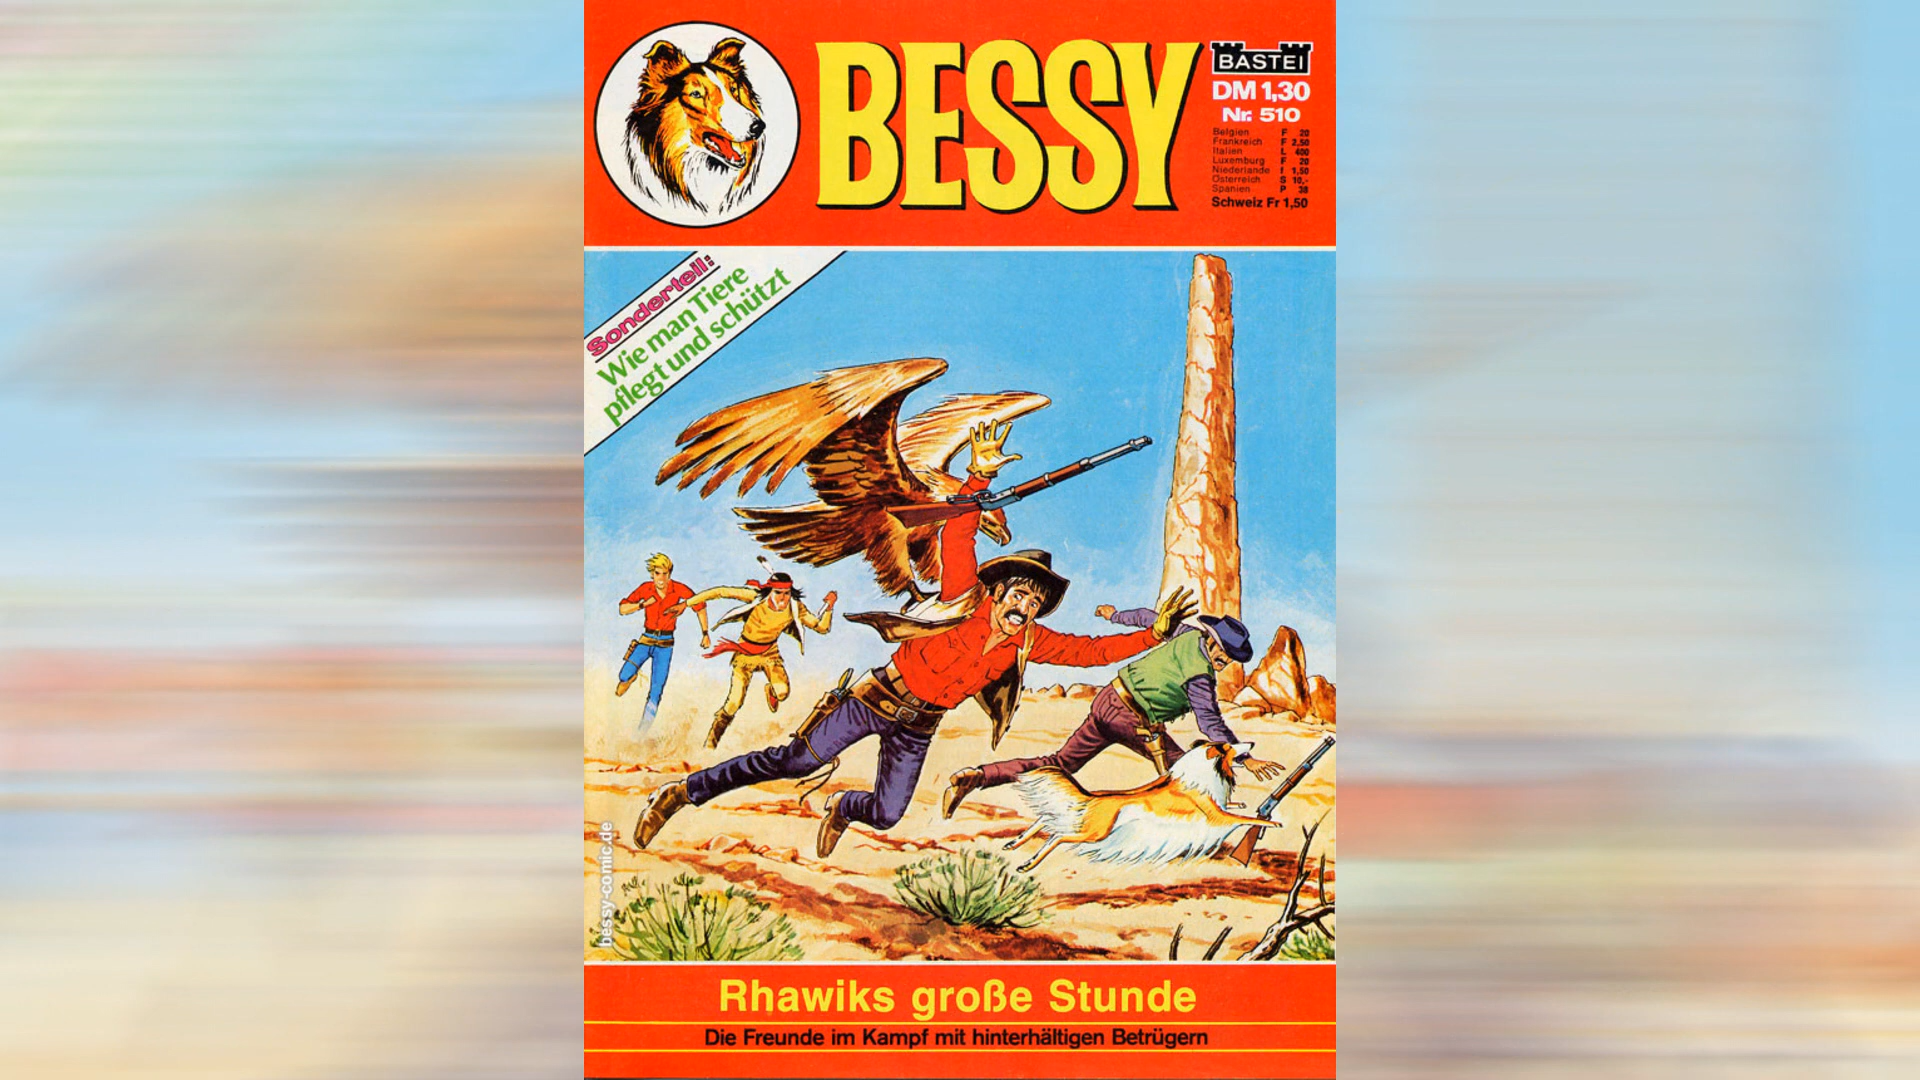 BESSY
BASTEI
DM 1,30
Nr. 510
Belgien F 20
Frankreich F 2,50
Italien L 400
Luxemburg F 20
Niederlande f 1,50
Österreich S 10,-
Spanien P 38
Schweiz Fr 1,50
Sonderteil:
Wie man Tiere
pflegt und schützt
bessy-comic.de
Rhawiks große Stunde
Die Freunde im Kampf mit hinterhältigen Betrügern